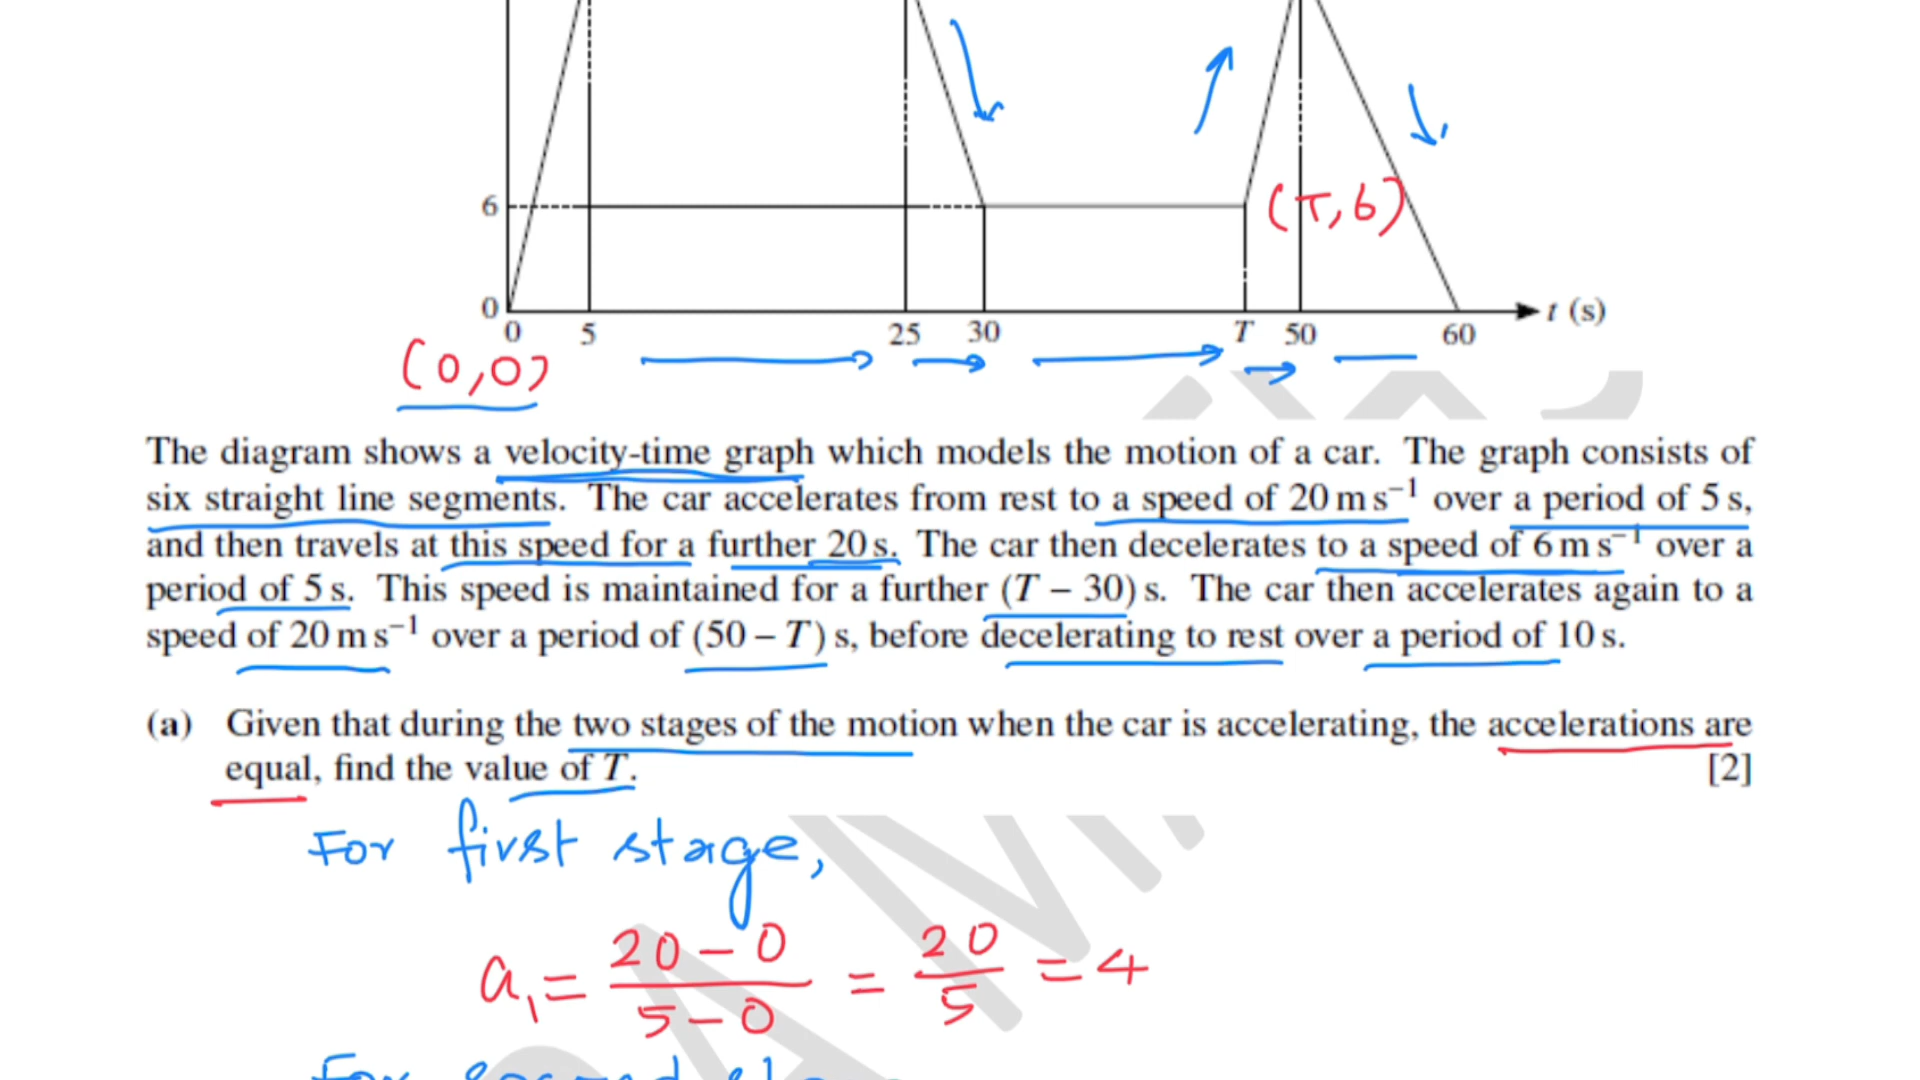 (T, 6)
6
0
0 5 25 30 T 50 60 t (s)
(0,0)
The diagram shows a velocity-time graph which models the motion of a car. The graph consists of
six straight line segments. The car accelerates from rest to a speed of 20 m s⁻¹ over a period of 5 s,
and then travels at this speed for a further 20 s. The car then decelerates to a speed of 6 m s⁻¹ over a
period of 5 s. This speed is maintained for a further (T − 30) s. The car then accelerates again to a
speed of 20 m s⁻¹ over a period of (50 − T) s, before decelerating to rest over a period of 10 s.
(a) Given that during the two stages of the motion when the car is accelerating, the accelerations are
equal, find the value of T. [2]
For first stage,
a₁ = 20 − 0 / 5 − 0 = 20 / 5 = 4